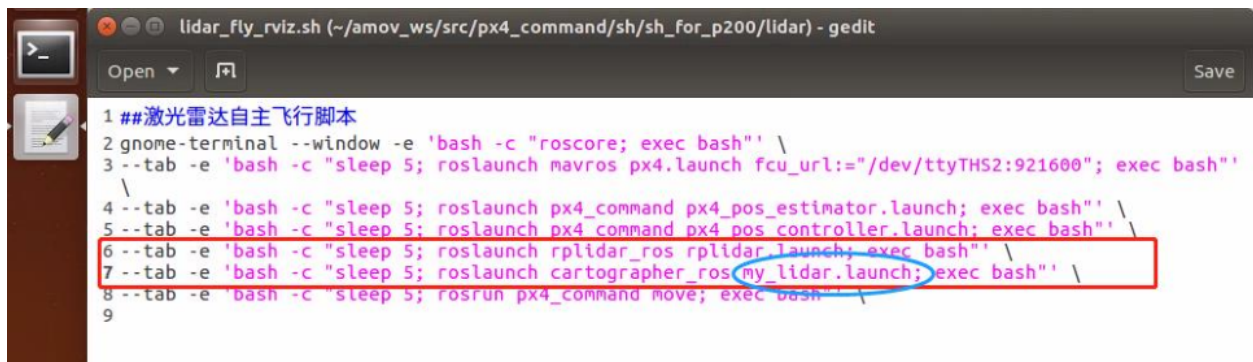 lidar_fly_rviz.sh (~/amov_ws/src/px4_command/sh/sh_for_p200/lidar) - gedit
Open
Save
1 ##激光雷达自主飞行脚本
2 gnome-terminal --window -e 'bash -c "roscore; exec bash"' \
3 --tab -e 'bash -c "sleep 5; roslaunch mavros px4.launch fcu_url:="/dev/ttyTHS2:921600"; exec bash"'
\
4 --tab -e 'bash -c "sleep 5; roslaunch px4_command px4_pos_estimator.launch; exec bash"' \
5 --tab -e 'bash -c "sleep 5; roslaunch px4_command px4_pos_controller.launch; exec bash"' \
6 --tab -e 'bash -c "sleep 5; roslaunch rplidar_ros rplidar.launch; exec bash"' \
7 --tab -e 'bash -c "sleep 5; roslaunch cartographer_ros my_lidar.launch; exec bash"' \
8 --tab -e 'bash -c "sleep 5; rosrun px4_command move; exec bash"' \
9